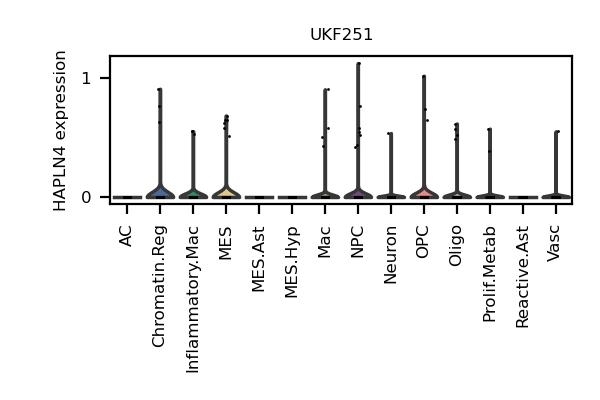 UKF251
HAPLN4 expression
1
0
AC
Chromatin.Reg
Inflammatory.Mac
MES
MES.Ast
MES.Hyp
Mac
NPC
Neuron
OPC
Oligo
Prolif.Metab
Reactive.Ast
Vasc